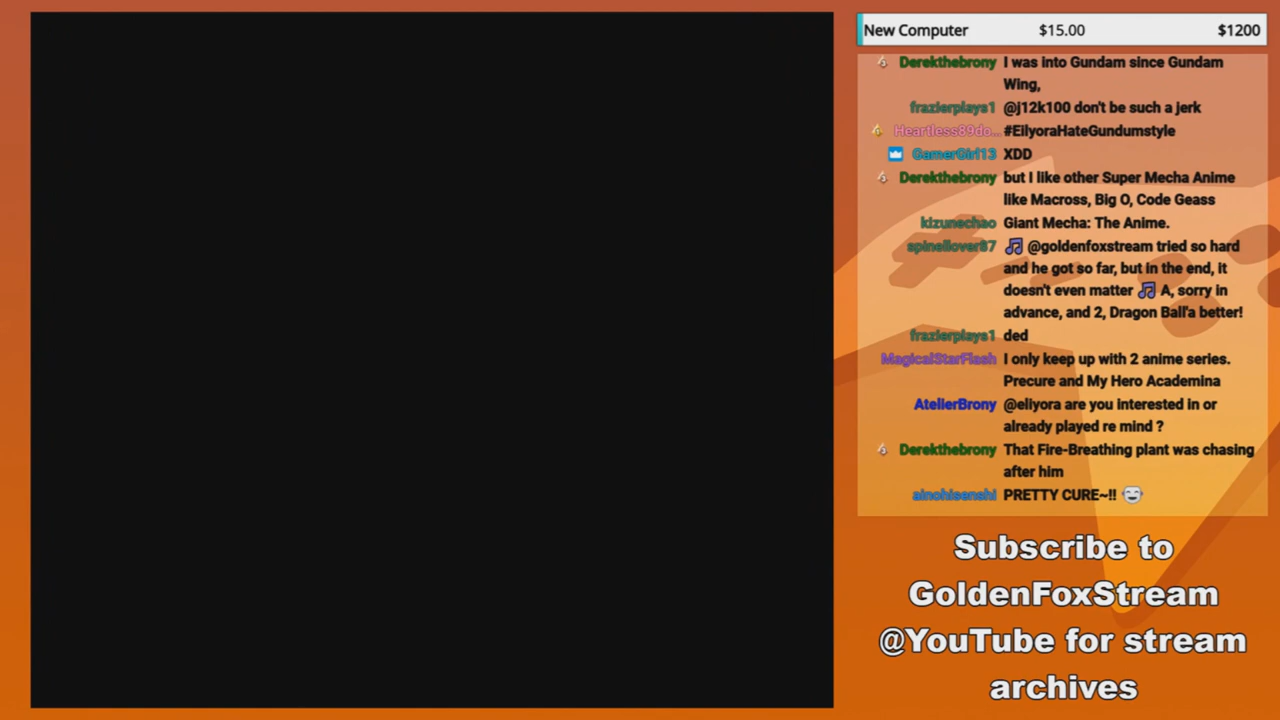 New Computer $15.00 $1200
Derekthebrony I was into Gundam since Gundam
Wing,
frazierplays1 @j12k100 don't be such a jerk
Heartless89do... #EilyoraHateGundumstyle
GamerGirl13 XDD
Derekthebrony but I like other Super Mecha Anime
like Macross, Big O, Code Geass
kizunechao Giant Mecha: The Anime.
spinellover87 🎵 @goldenfoxstream tried so hard
and he got so far, but in the end, it
doesn't even matter 🎵 A, sorry in
advance, and 2, Dragon Ball'a better!
frazierplays1 ded
MagicalStarFlash I only keep up with 2 anime series.
Precure and My Hero Academina
AtelierBrony @eilyora are you interested in or
already played re mind ?
Derekthebrony That Fire-Breathing plant was chasing
after him
ainohisenshi PRETTY CURE~!!
Subscribe to
GoldenFoxStream
@YouTube for stream
archives